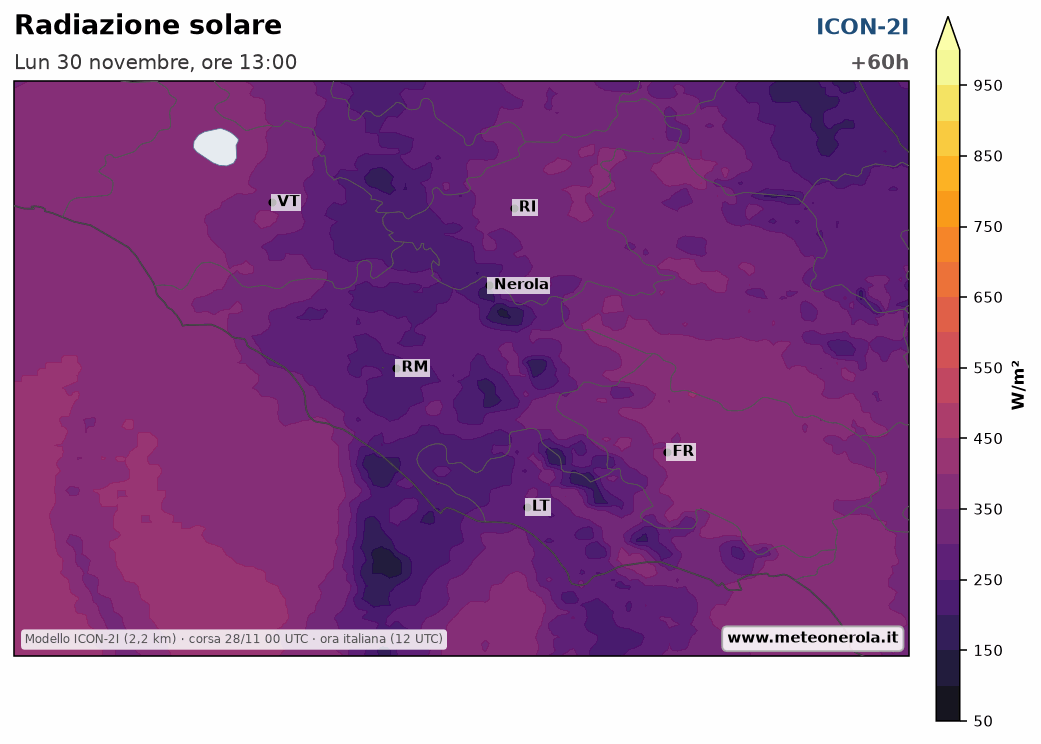 Radiazione solare
ICON-2I
Lun 30 novembre, ore 13:00
+60h
VT
RI
Nerola
RM
FR
LT
950
850
750
650
550
450
350
250
150
50
W/m²
Modello ICON-2I (2,2 km) · corsa 28/11 00 UTC · ora italiana (12 UTC)
www.meteonerola.it